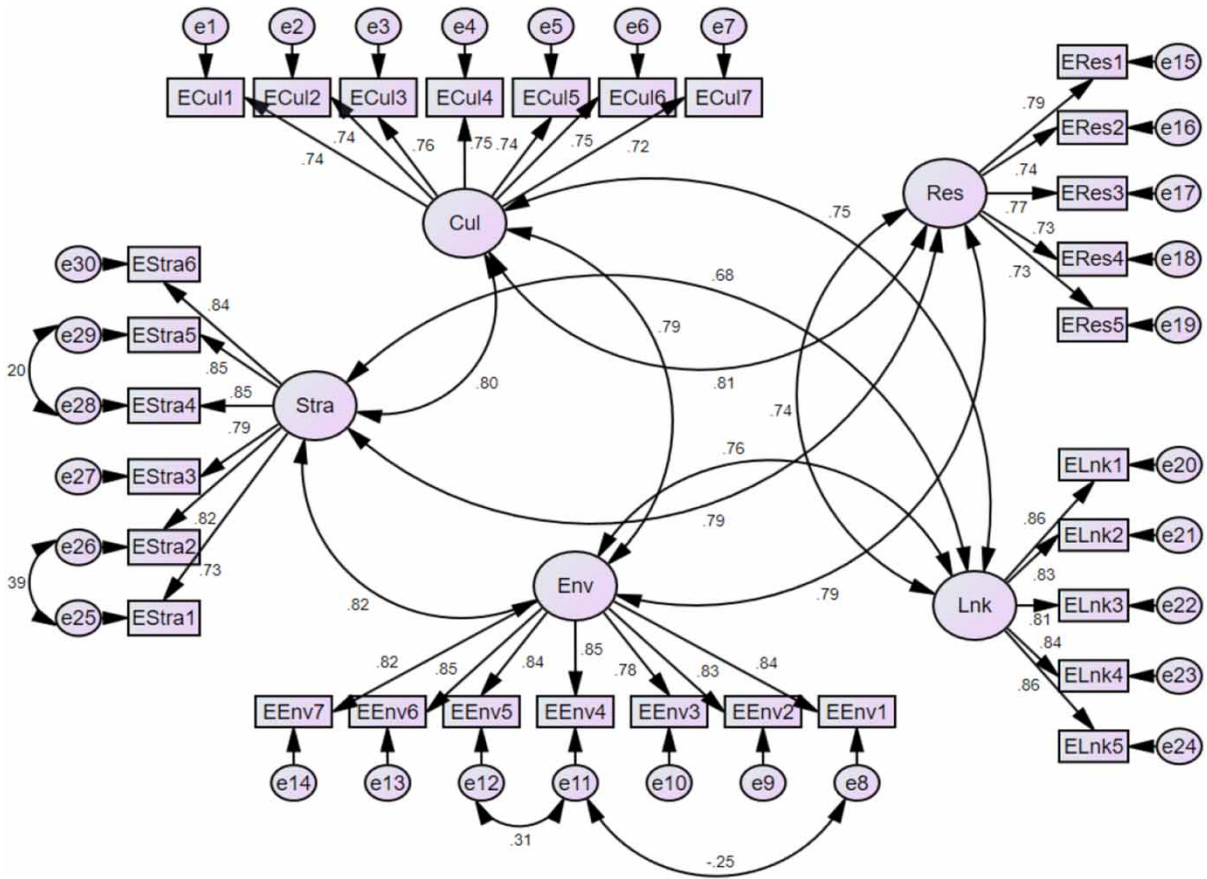 e1 e2 e3 e4 e5 e6 e7
ECul1 ECul2 ECul3 ECul4 ECul5 ECul6 ECul7
.74 .74 .76 .75 .74 .75 .72
Cul
ERes1 e15
ERes2 e16
ERes3 e17
ERes4 e18
ERes5 e19
.79
.74
.77
.73
.73
Res
.75
.68
.79
.80
.81
.74
.76
.79
.82
.79
e30 EStra6
e29 EStra5
e28 EStra4
e27 EStra3
e26 EStra2
e25 EStra1
.84
.85
.85
.79
.82
.73
20
39
Stra
Env
Lnk
ELnk1 e20
ELnk2 e21
ELnk3 e22
ELnk4 e23
ELnk5 e24
.86
.83
.81
.84
.86
.82 .85 .84 .85 .78 .83 .84
EEnv7 EEnv6 EEnv5 EEnv4 EEnv3 EEnv2 EEnv1
e14 e13 e12 e11 e10 e9 e8
.31
-.25